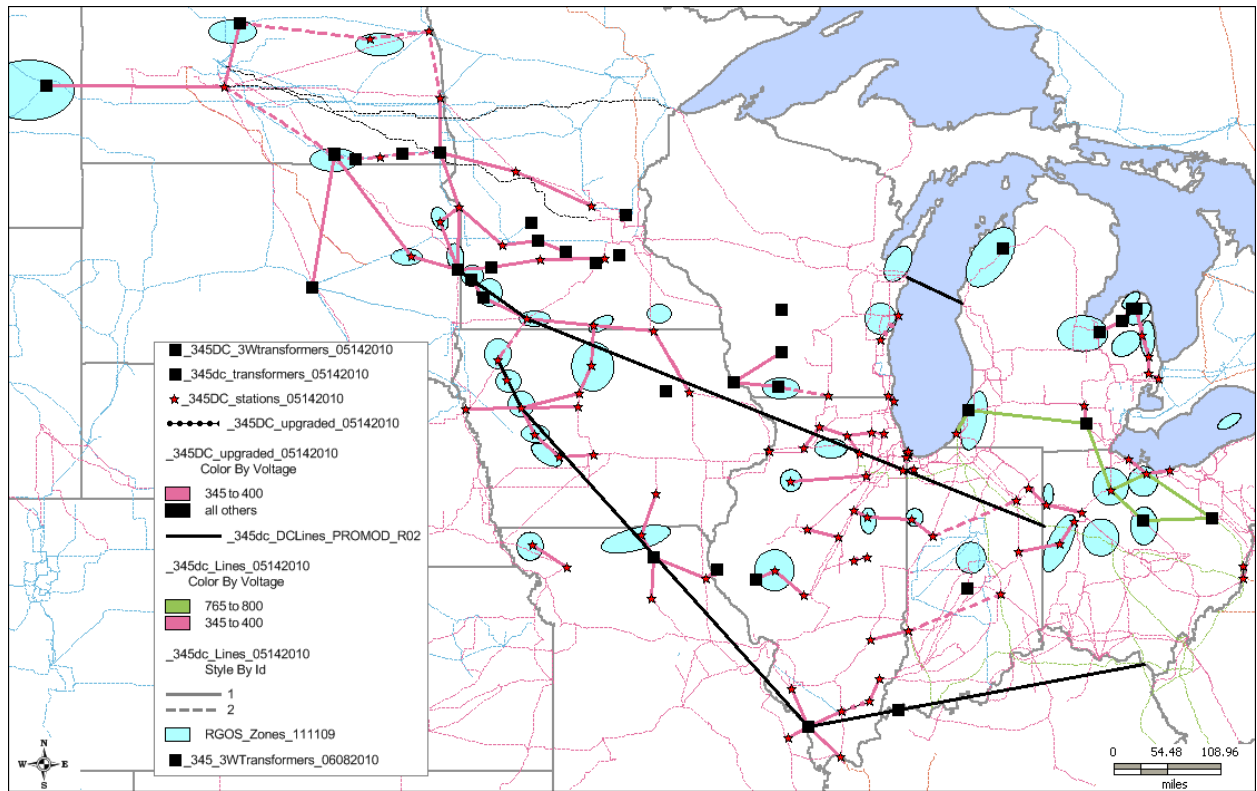 _345DC_3Wtransformers_05142010
_345dc_transformers_05142010
_345DC_stations_05142010
_345DC_upgraded_05142010
_345DC_upgraded_05142010
Color By Voltage
345 to 400
all others
_345dc_DCLines_PROMOD_R02
_345dc_Lines_05142010
Color By Voltage
765 to 800
345 to 400
_345dc_Lines_05142010
Style By Id
1
2
RGOS_Zones_111109
_345_3WTransformers_06082010
N
W E
S
0 54.48 108.96
miles